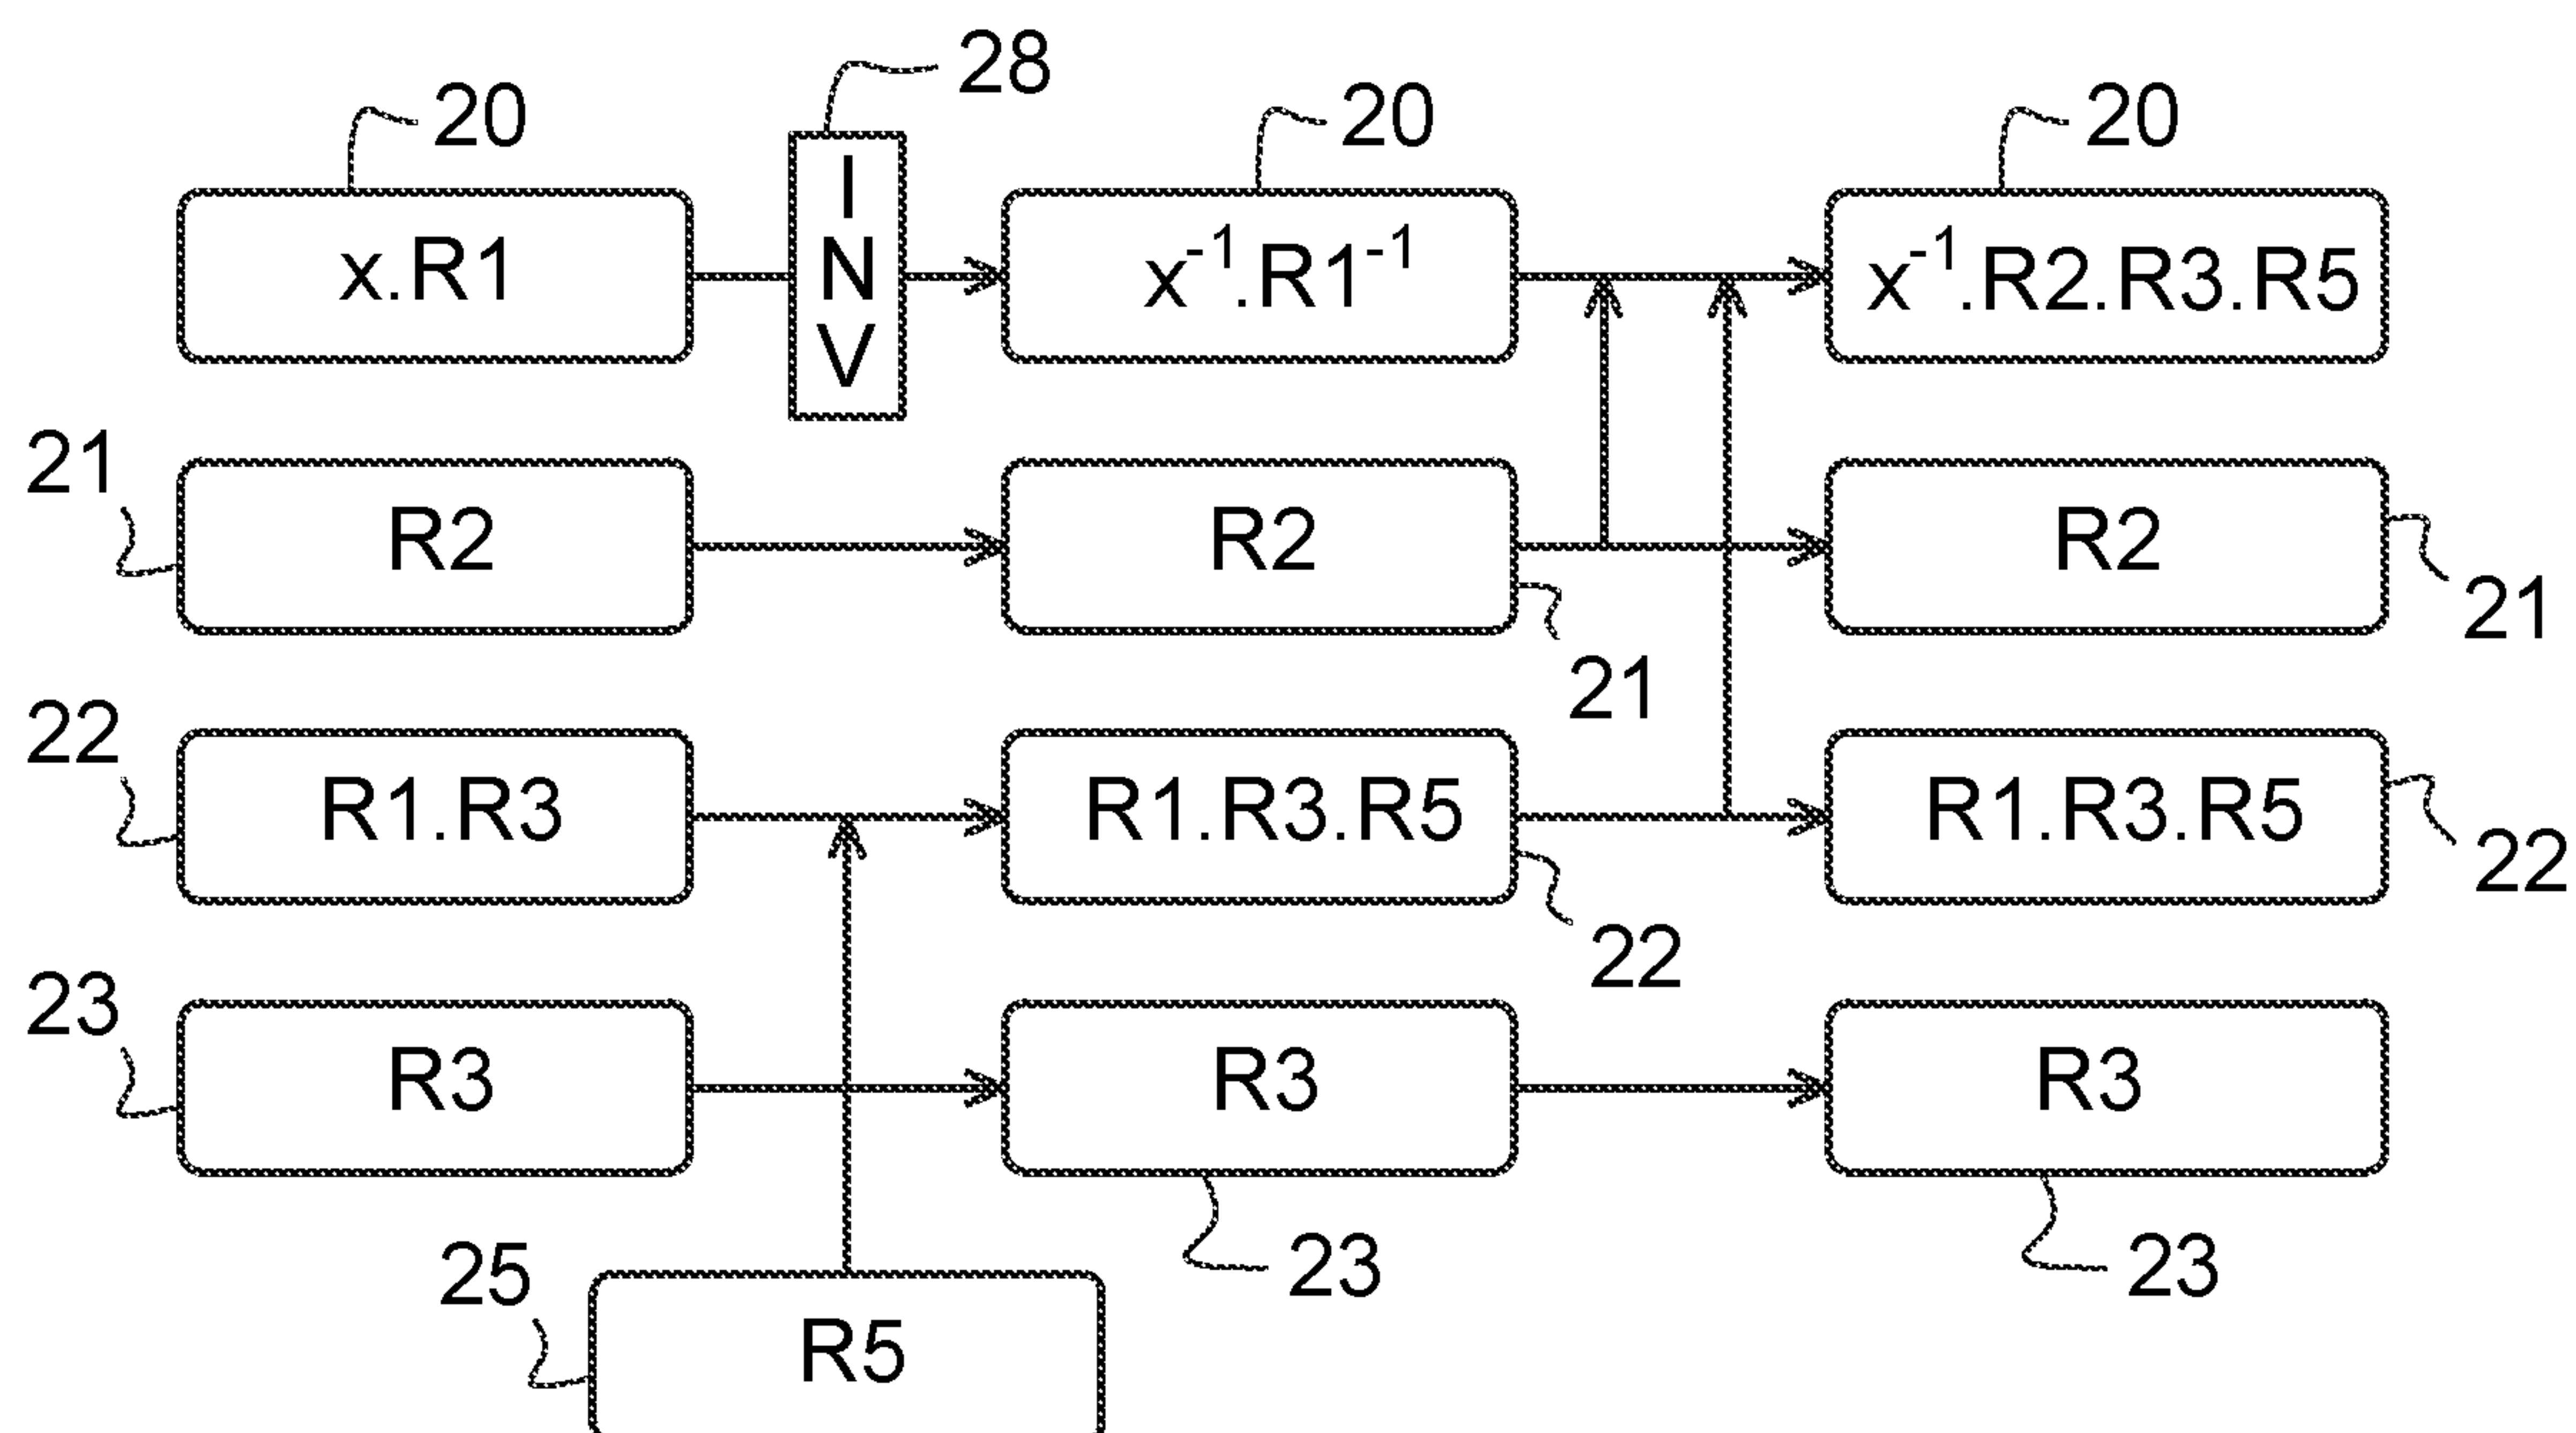 28
20 20 20
x.R1 INV x⁻¹.R1⁻¹ x⁻¹.R2.R3.R5
21
R2 R2 R2
21 21
22
R1.R3 R1.R3.R5 R1.R3.R5
22 22
23
R3 R3 R3
25 23 23
R5